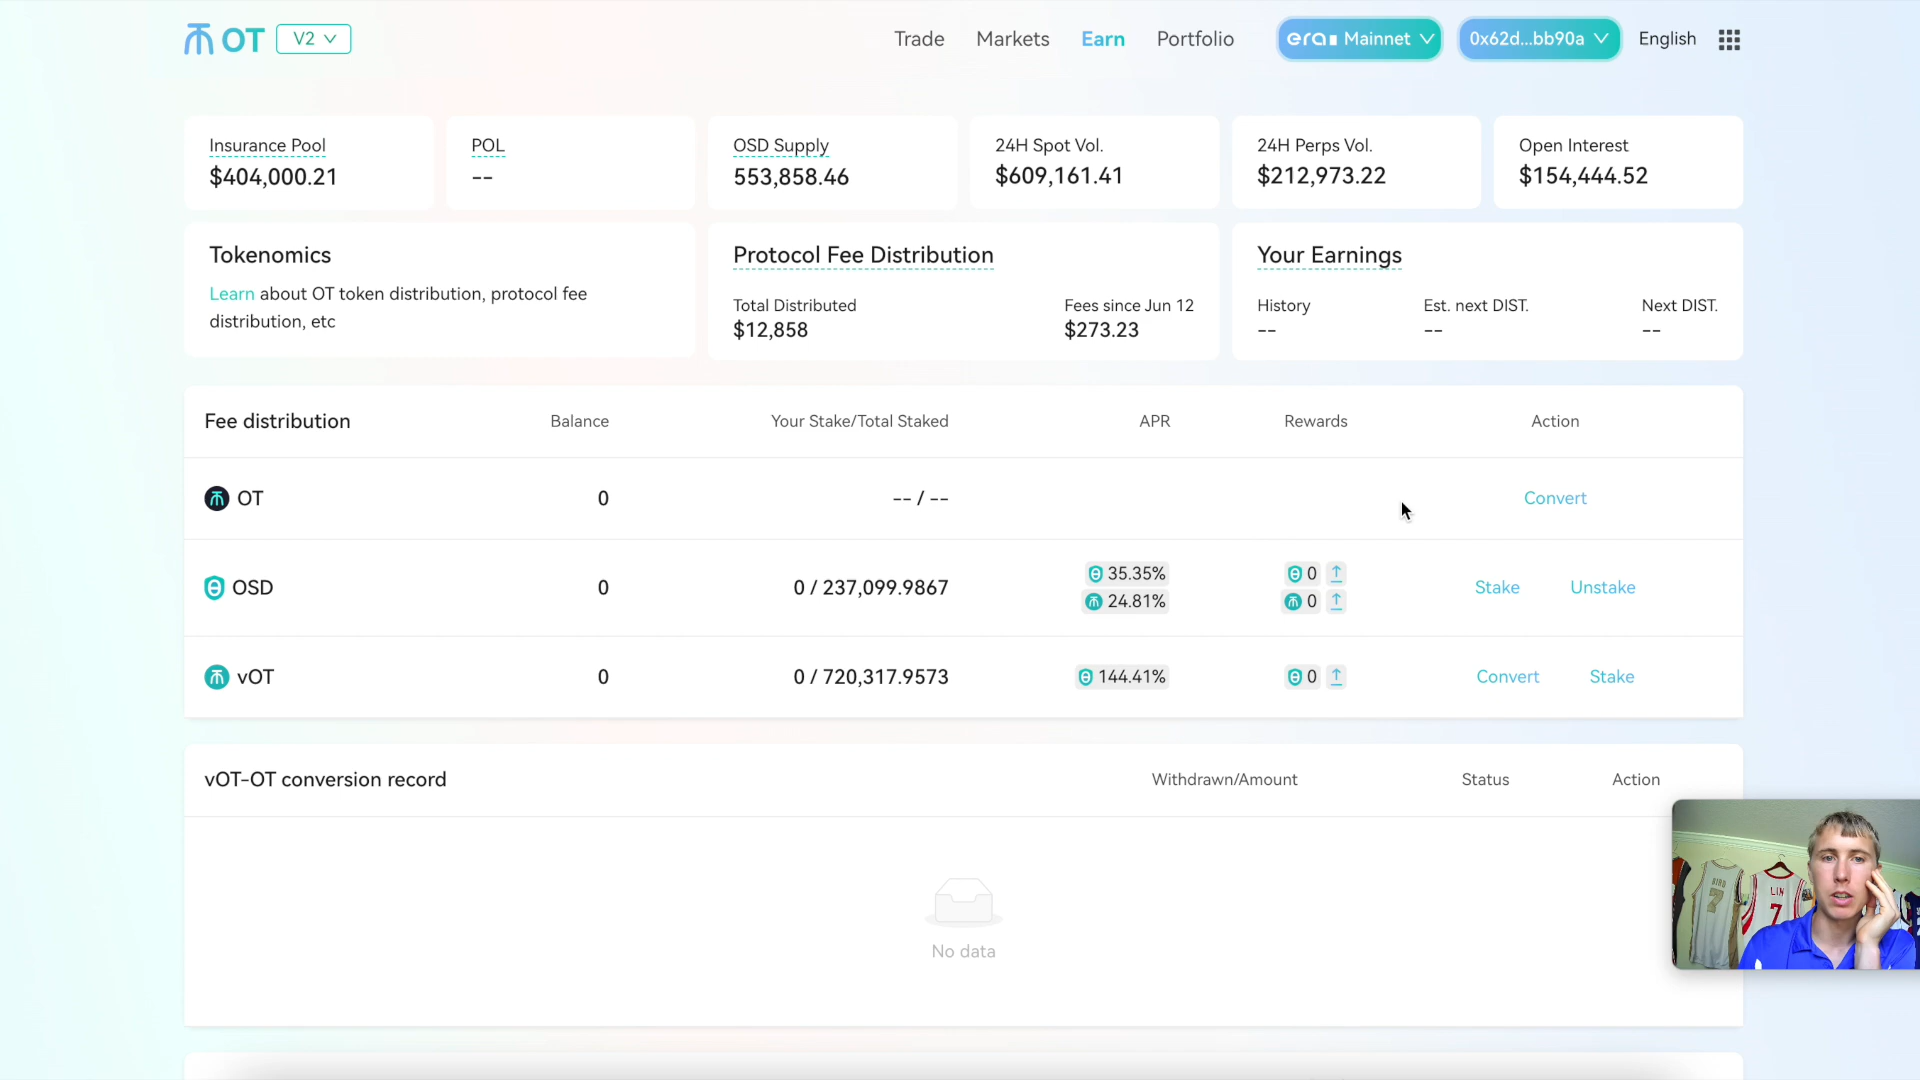 OT V2 Trade Markets Earn Portfolio era Mainnet 0x62d...bb90a English
Insurance Pool POL OSD Supply 24H Spot Vol. 24H Perps Vol. Open Interest
$404,000.21 -- 553,858.46 $609,161.41 $212,973.22 $154,444.52
Tokenomics
Learn about OT token distribution, protocol fee
distribution, etc
Protocol Fee Distribution
Total Distributed Fees since Jun 12
$12,858 $273.23
Your Earnings
History Est. next DIST. Next DIST.
-- -- --
Fee distribution Balance Your Stake/Total Staked APR Rewards Action
OT 0 -- / -- Convert
OSD 0 0 / 237,099.9867 35.35% 0 Stake Unstake
24.81% 0
vOT 0 0 / 720,317.9573 144.41% 0 Convert Stake
vOT-OT conversion record Withdrawn/Amount Status Action
No data
BIRD
7
LIN
7